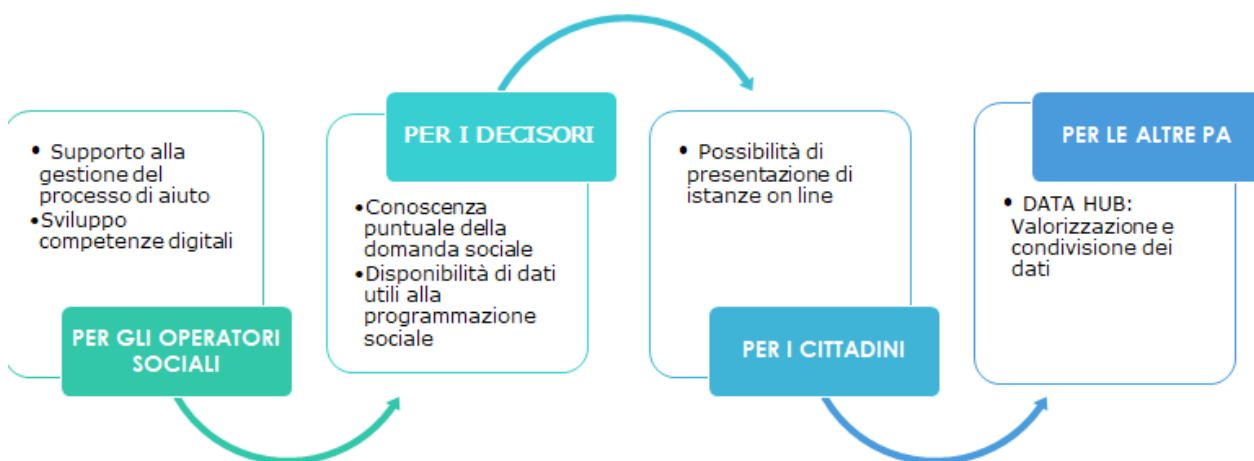 • Supporto alla
gestione del
processo di aiuto
•Sviluppo
competenze digitali
PER GLI OPERATORI
SOCIALI
PER I DECISORI
•Conoscenza
puntuale della
domanda sociale
•Disponibilità di dati
utili alla
programmazione
sociale
• Possibilità di
presentazione di
istanze on line
PER I CITTADINI
PER LE ALTRE PA
• DATA HUB:
Valorizzazione e
condivisione dei
dati